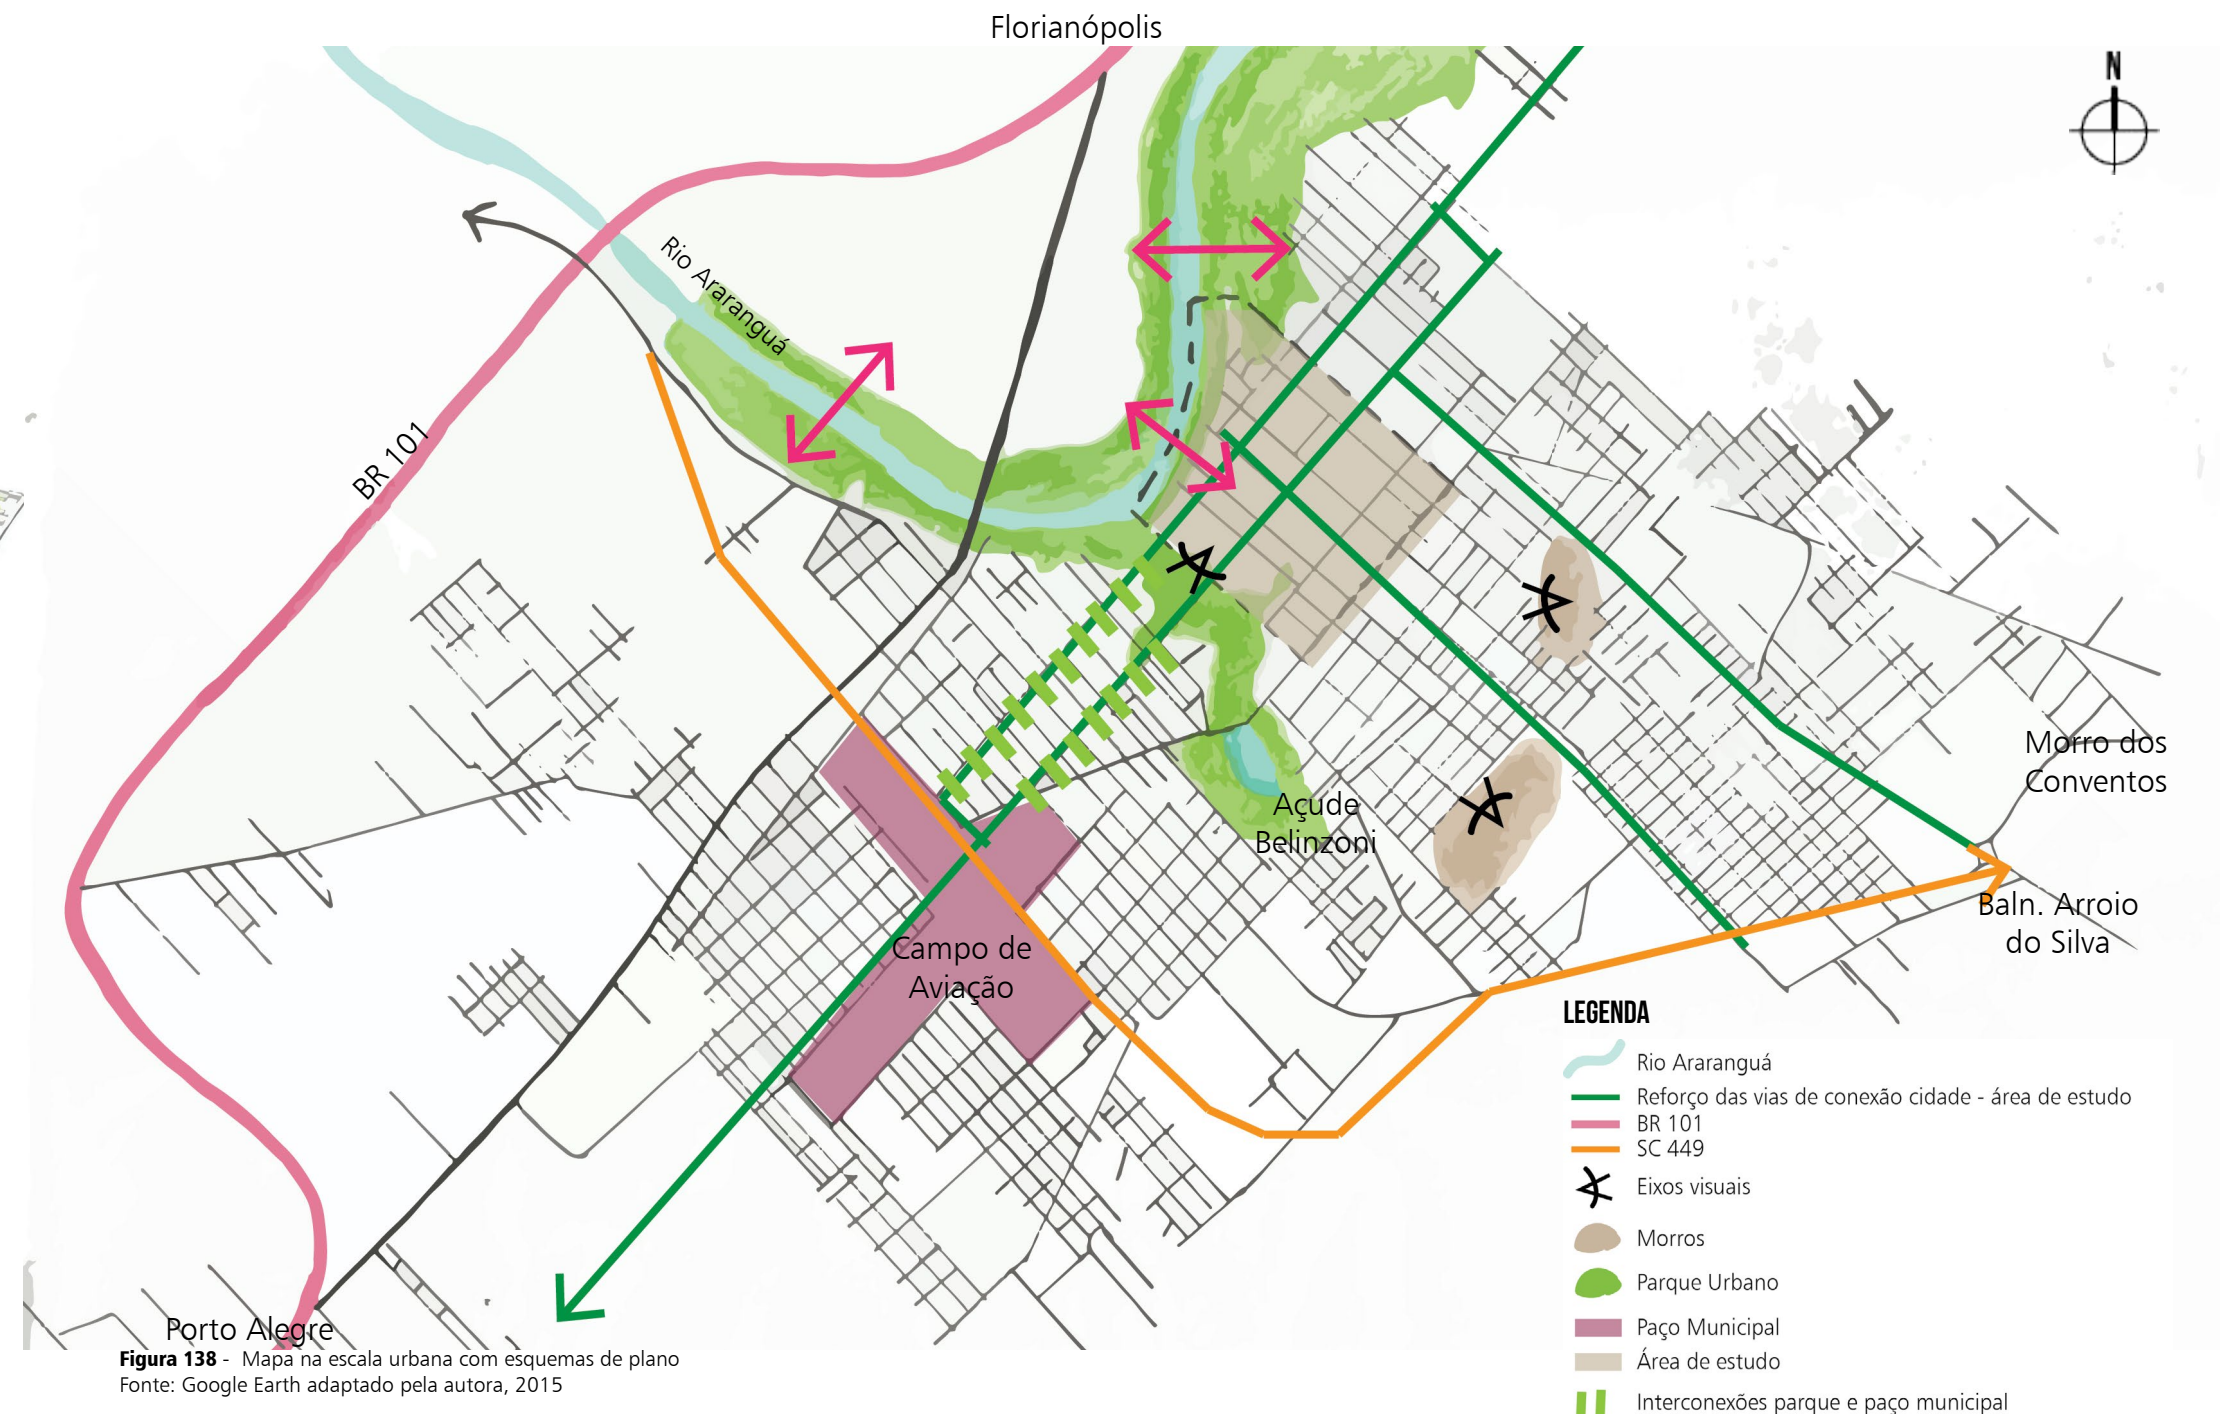 Florianópolis
N
Rio Araranguá
BR 101
Morro dos
Conventos
Açude
Belinzoni
Baln. Arroio
do Silva
Campo de
Aviação
Porto Alegre
LEGENDA
Rio Araranguá
Reforço das vias de conexão cidade - área de estudo
BR 101
SC 449
Eixos visuais
Morros
Parque Urbano
Paço Municipal
Área de estudo
Interconexões parque e paço municipal
Figura 138 - Mapa na escala urbana com esquemas de plano
Fonte: Google Earth adaptado pela autora, 2015